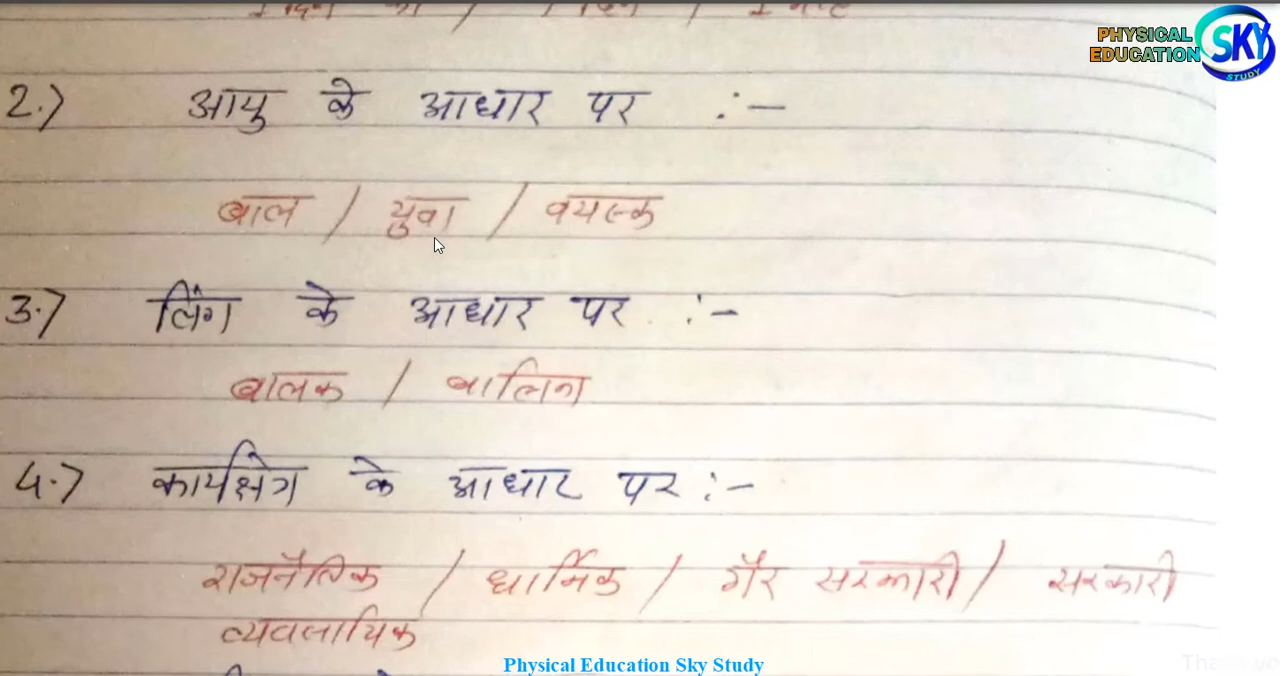 PHYSICAL
EDUCATION
SKY
STUDY
2.) आयु के आधार पर :-
बाल / युवा / वयस्क
3.) लिंग के आधार पर :-
बालक / बालिका
4.) कार्यक्षेत्र के आधार पर :-
राजनैतिक / धार्मिक / गैर सरकारी / सरकारी
व्यवसायिक
Physical Education Sky Study